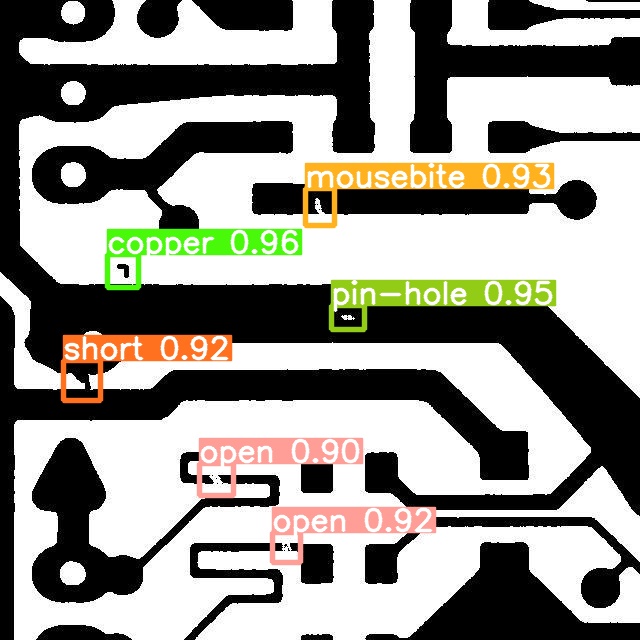 mousebite 0.93
copper 0.96
pin-hole 0.95
short 0.92
open 0.90
open 0.92